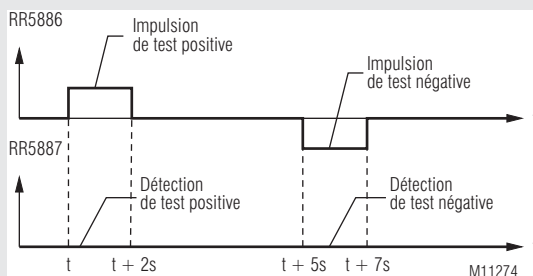 RR5886
Impulsion
de test positive
Impulsion
de test négative
RR5887
Détection
de test positive
Détection
de test négative
t
t + 2s
t + 5s
t + 7s
M11274